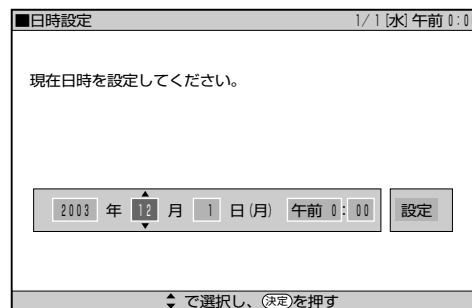 ■日時設定 1/ 1 [水] 午前 0:0
現在日時を設定してください。
2003 年 12 月 1 日(月) 午前 0: 00 設定
で選択し、決定を押す